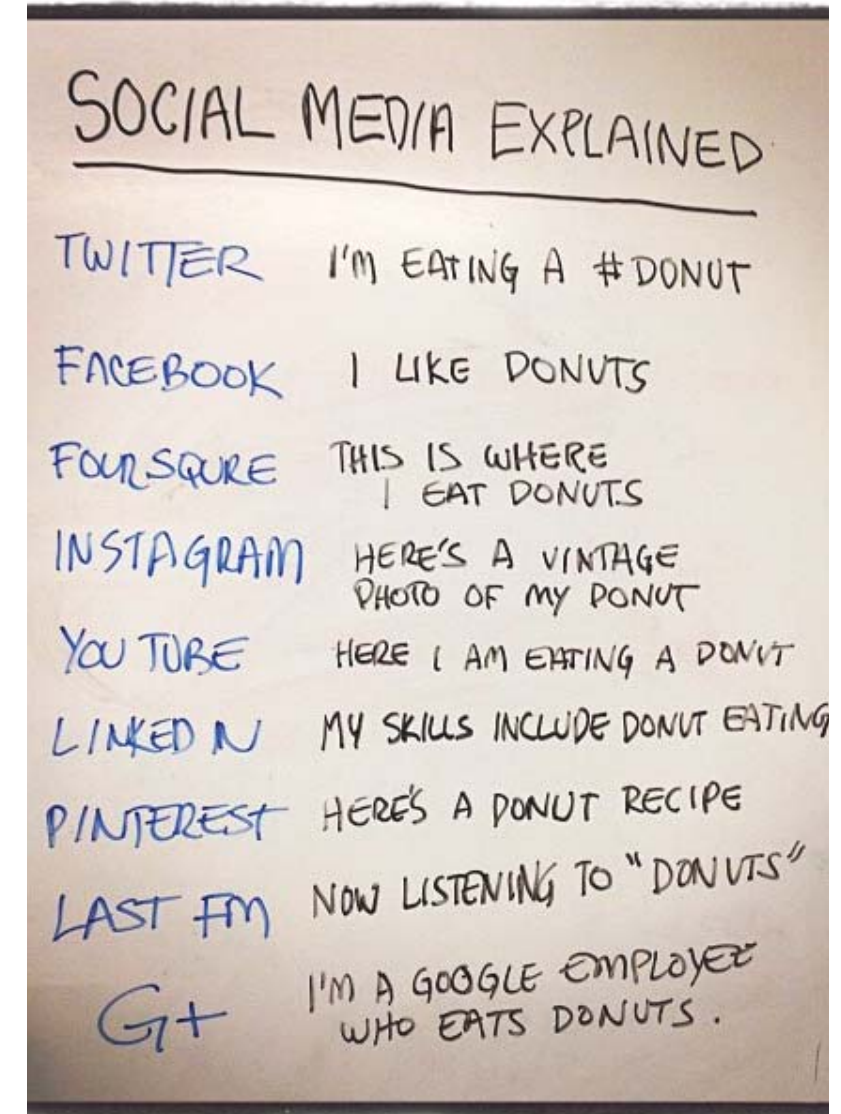 SOCIAL MEDIA EXPLAINED
TWITTER I'M EATING A #DONUT
FACEBOOK I LIKE DONUTS
FOURSQURE THIS IS WHERE
I EAT DONUTS
INSTAGRAM HERE'S A VINTAGE
PHOTO OF MY DONUT
YOU TUBE HERE I AM EATING A DONUT
LINKED IN MY SKILLS INCLUDE DONUT EATING
PINTEREST HERE'S A DONUT RECIPE
LAST FM NOW LISTENING TO "DONUTS"
G+ I'M A GOOGLE EMPLOYEE
WHO EATS DONUTS.